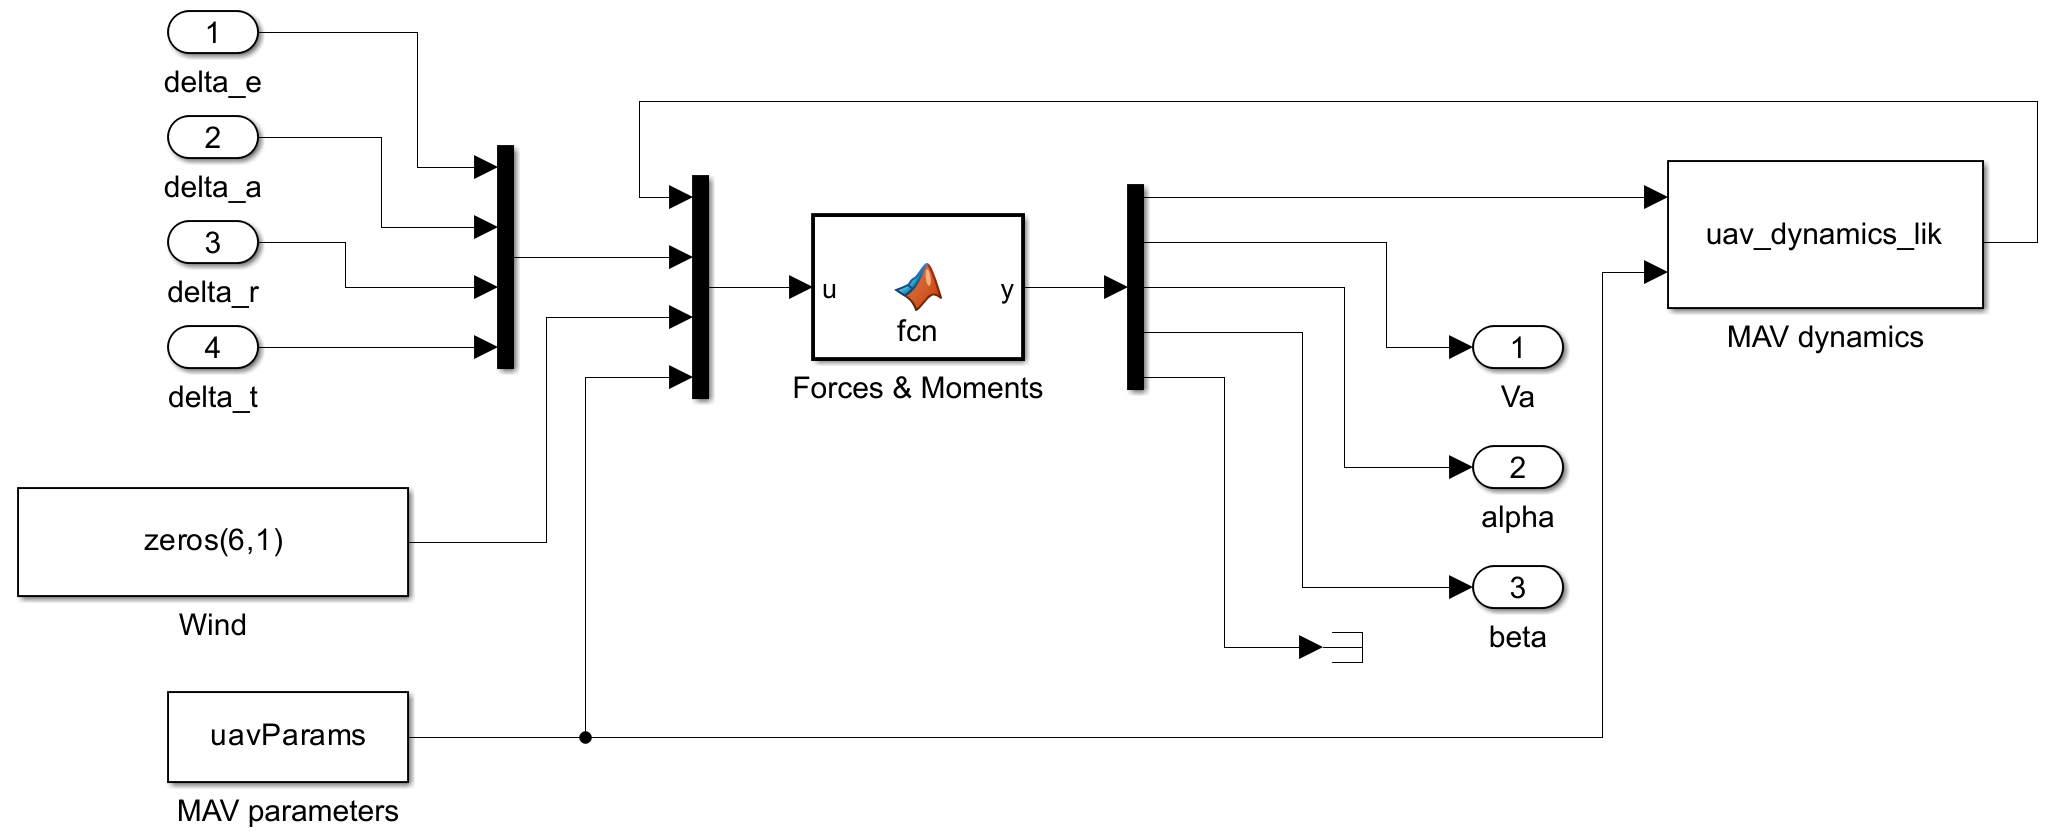 1
delta_e
2
delta_a
3
delta_r
4
delta_t
zeros(6,1)
Wind
uavParams
MAV parameters
u
fcn
y
Forces & Moments
uav_dynamics_lik
MAV dynamics
1
Va
2
alpha
3
beta